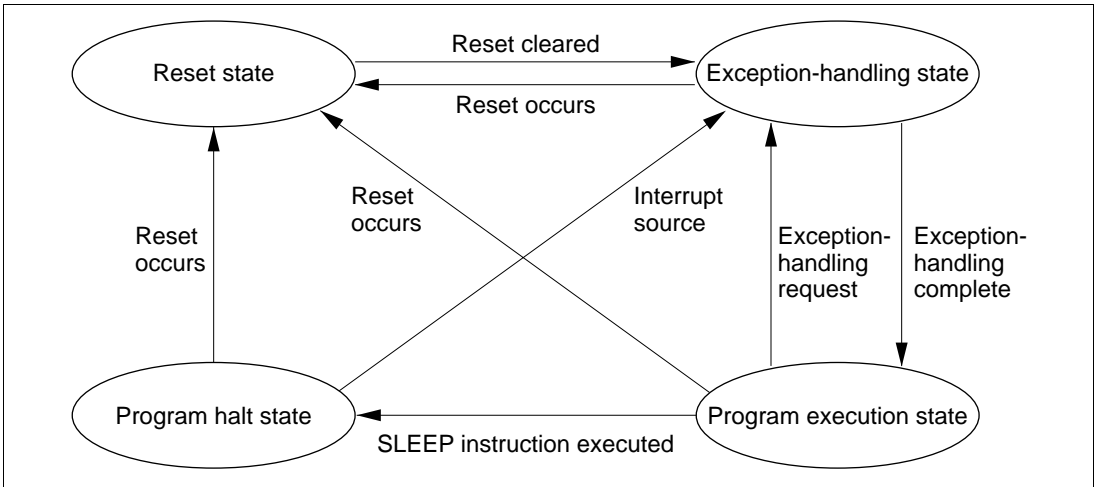 Reset cleared
Reset state
Exception-handling state
Reset occurs
Reset
occurs
Interrupt
source
Reset
occurs
Exception-
handling
request
Exception-
handling
complete
Program halt state
Program execution state
SLEEP instruction executed